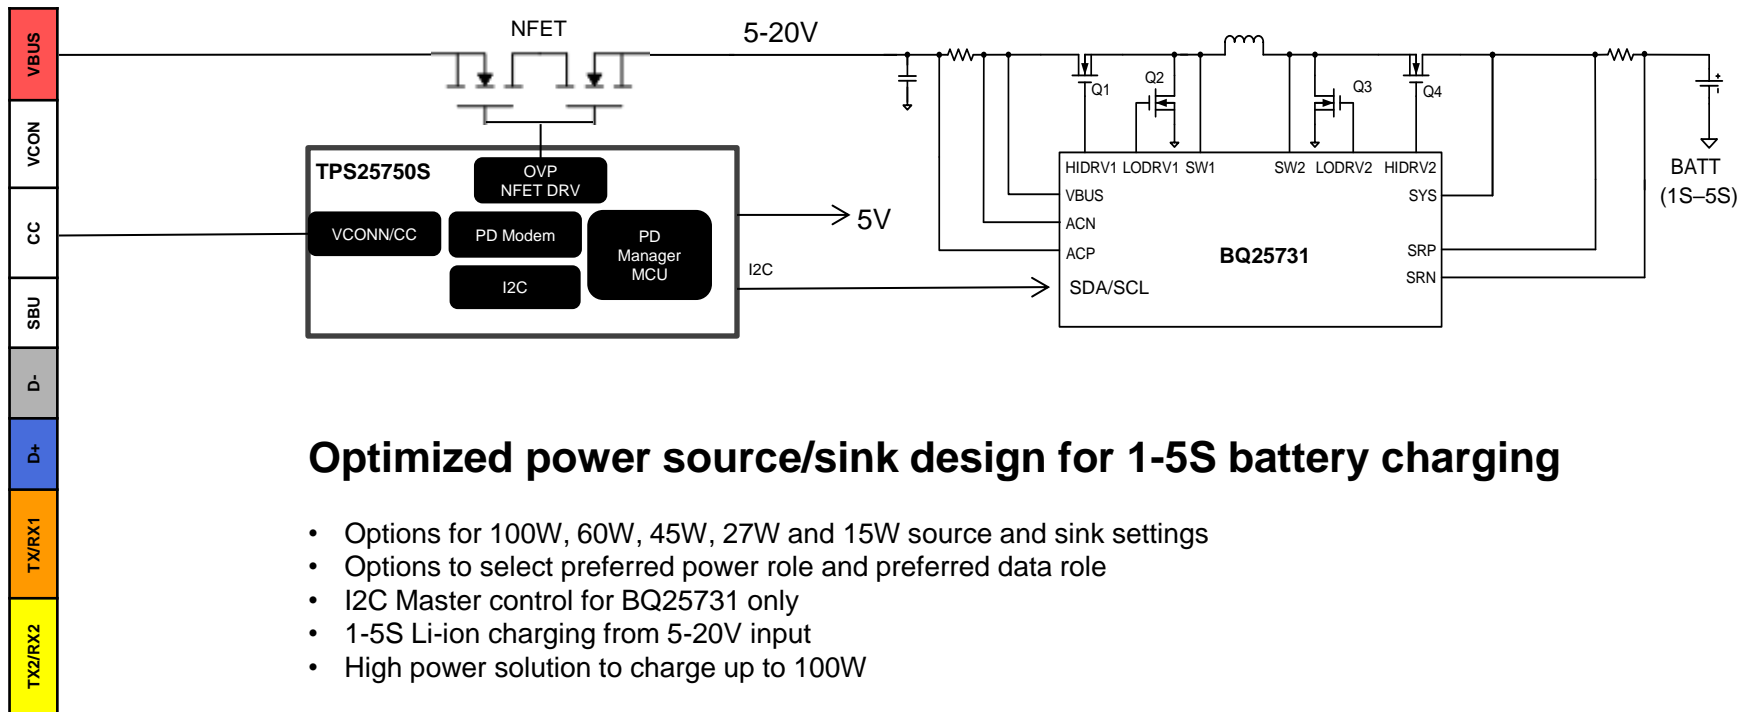 VBUS
VCON
CC
SBU
D-
D+
TX/RX1
TX2/RX2
NFET
5-20V
Q1
Q2
Q3
Q4
+
-
BATT
(1S–5S)
TPS25750S
OVP
NFET DRV
VCONN/CC
PD Modem
PD
Manager
MCU
I2C
5V
I2C
HIDRV1 LODRV1 SW1 SW2 LODRV2 HIDRV2
VBUS
ACN
ACP
SDA/SCL
BQ25731
SYS
SRP
SRN
Optimized power source/sink design for 1-5S battery charging
• Options for 100W, 60W, 45W, 27W and 15W source and sink settings
• Options to select preferred power role and preferred data role
• I2C Master control for BQ25731 only
• 1-5S Li-ion charging from 5-20V input
• High power solution to charge up to 100W